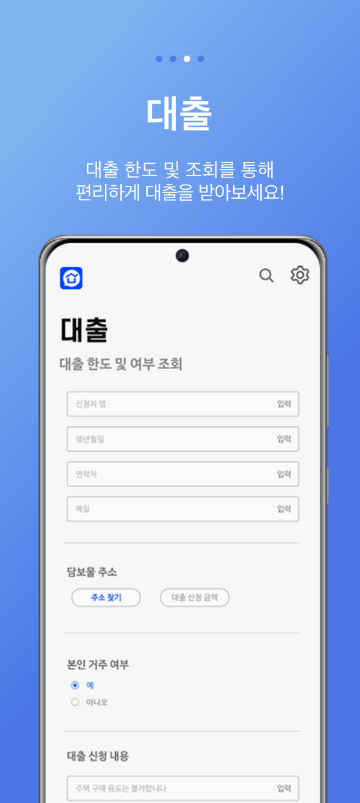 대출
대출 한도 및 조회를 통해
편리하게 대출을 받아보세요!
대출
대출 한도 및 여부 조회
신청자 명 입력
생년월일 입력
연락처 입력
메일 입력
담보물 주소
주소 찾기 대출 신청 금액
본인 거주 여부
예
아니오
대출 신청 내용
주택 구매 용도는 불가합니다 입력